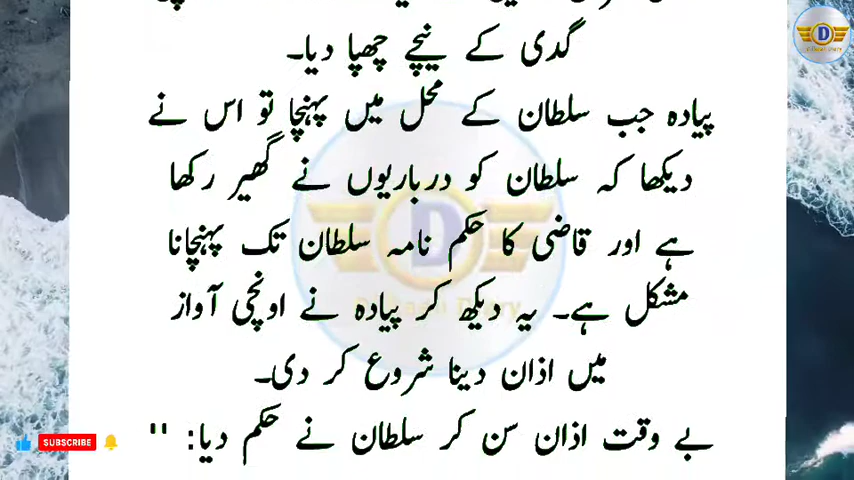 گدی کے نیچے چھپا دیا۔
پیادہ جب سلطان کے محل میں پہنچا تو اس نے
دیکھا کہ سلطان کو درباریوں نے گھیر رکھا
ہے اور قاضی کا حکم نامہ سلطان تک پہنچانا
مشکل ہے۔ یہ دیکھ کر پیادہ نے اونچی آواز
میں اذان دینا شروع کر دی۔
بے وقت اذان سن کر سلطان نے حکم دیا: "
SUBSCRIBE
D